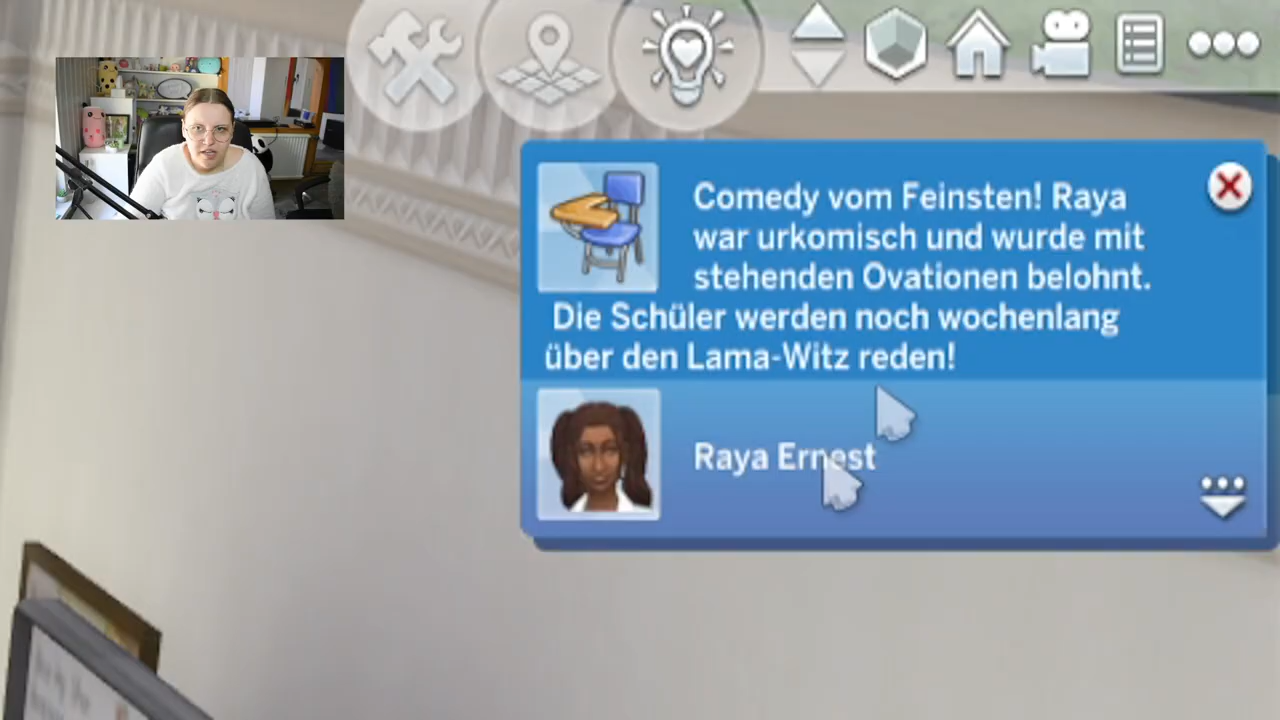 Comedy vom Feinsten! Raya
war urkomisch und wurde mit
stehenden Ovationen belohnt.
Die Schüler werden noch wochenlang
über den Lama-Witz reden!
Raya Ernest